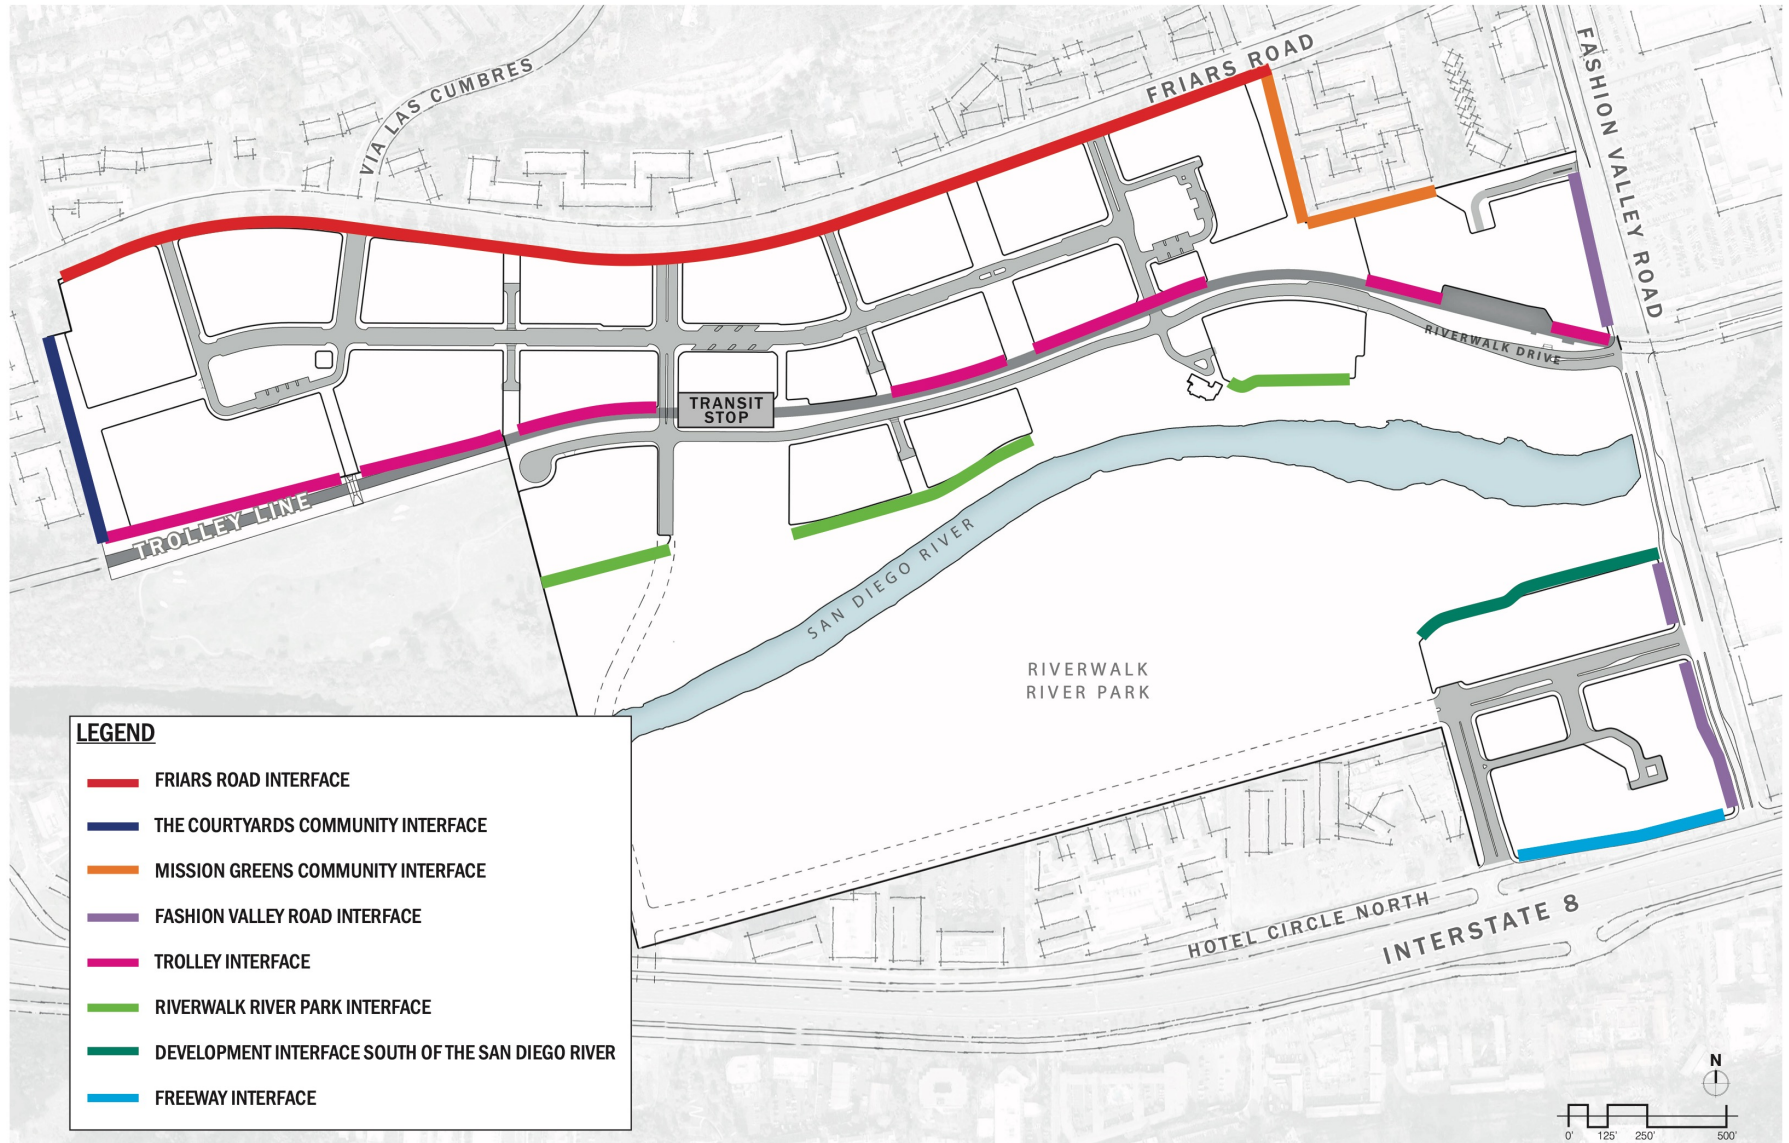 FRIARS ROAD
FASHION VALLEY ROAD
VIA LAS CUMBRES
RIVERWALK DRIVE
TRANSIT
STOP
TROLLEY LINE
SAN DIEGO RIVER
RIVERWALK
RIVER PARK
LEGEND
FRIARS ROAD INTERFACE
THE COURTYARDS COMMUNITY INTERFACE
MISSION GREENS COMMUNITY INTERFACE
FASHION VALLEY ROAD INTERFACE
TROLLEY INTERFACE
RIVERWALK RIVER PARK INTERFACE
DEVELOPMENT INTERFACE SOUTH OF THE SAN DIEGO RIVER
FREEWAY INTERFACE
HOTEL CIRCLE NORTH
INTERSTATE 8
N
0' 125' 250' 500'